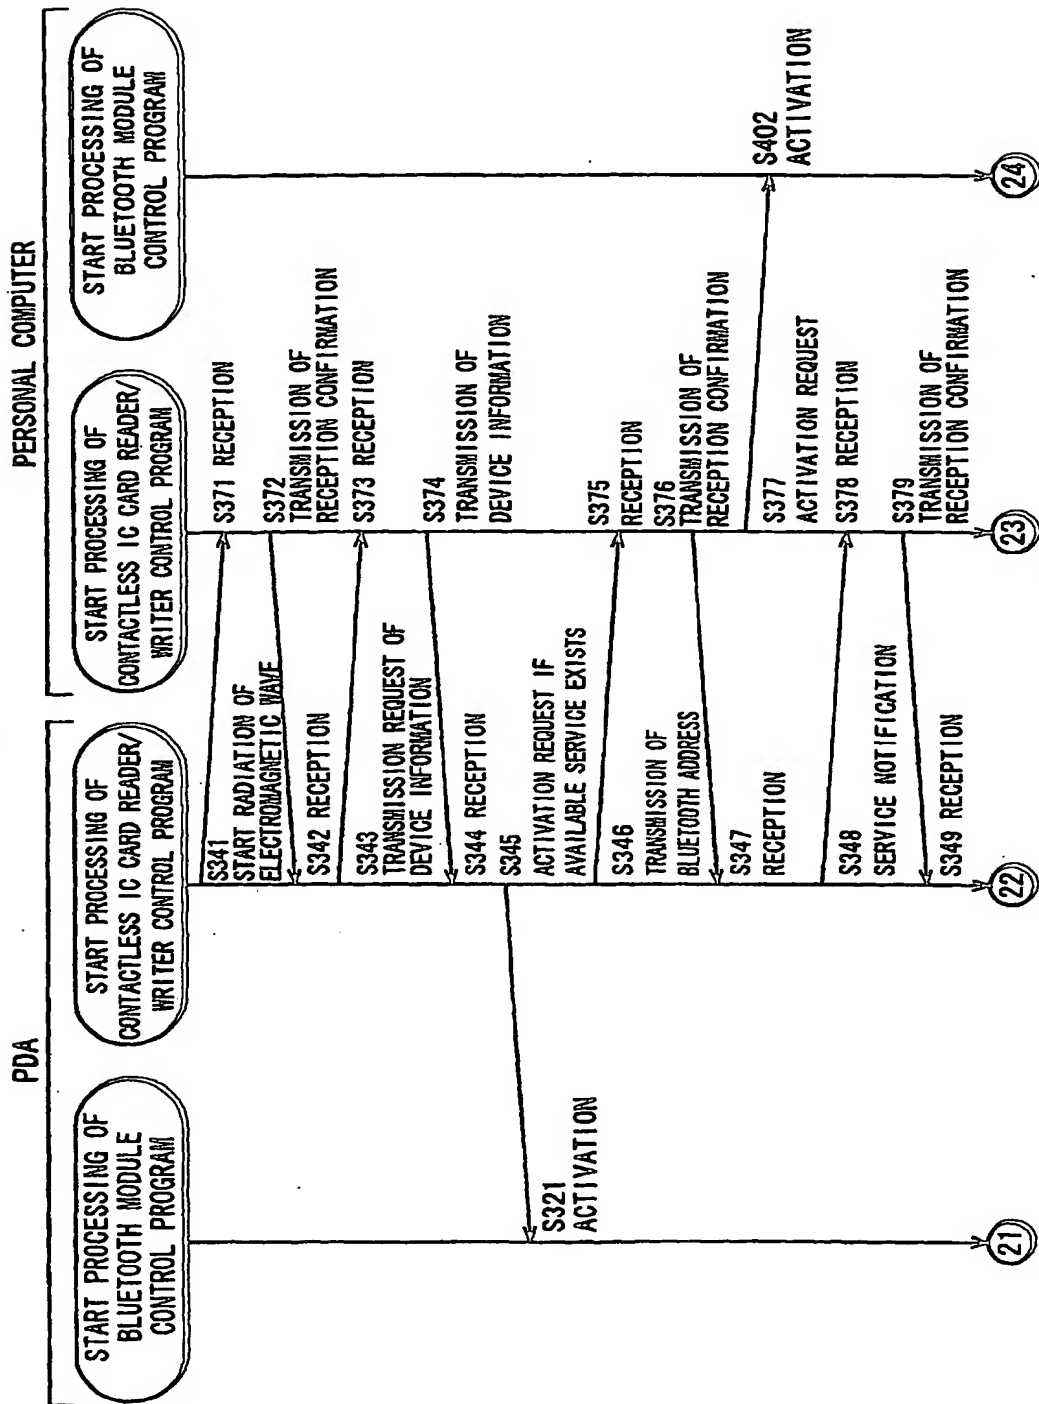 PDA
START PROCESSING OF
BLUETOOTH MODULE
CONTROL PROGRAM
START PROCESSING OF
CONTACTLESS IC CARD READER/
WRITER CONTROL PROGRAM
PERSONAL COMPUTER
START PROCESSING OF
CONTACTLESS IC CARD READER/
WRITER CONTROL PROGRAM
START PROCESSING OF
BLUETOOTH MODULE
CONTROL PROGRAM
S321
ACTIVATION
21
S341
START RADIATION OF
ELECTROMAGNETIC WAVE
S342 RECEPTION
S343
TRANSMISSION REQUEST OF
DEVICE INFORMATION
S344 RECEPTION
S345
ACTIVATION REQUEST IF
AVAILABLE SERVICE EXISTS
S346
TRANSMISSION OF
BLUETOOTH ADDRESS
S347
RECEPTION
S348
SERVICE NOTIFICATION
S349 RECEPTION
22
S371 RECEPTION
S372
TRANSMISSION OF
RECEPTION CONFIRMATION
S373 RECEPTION
S374
TRANSMISSION OF
DEVICE INFORMATION
S375
RECEPTION
S376
TRANSMISSION OF
RECEPTION CONFIRMATION
S377
ACTIVATION REQUEST
S378 RECEPTION
S379
TRANSMISSION OF
RECEPTION CONFIRMATION
23
S402
ACTIVATION
24